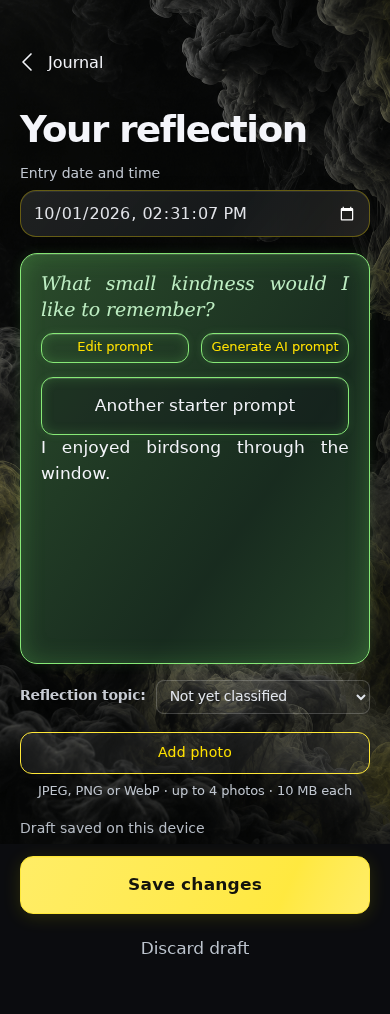 Journal
Your reflection
Entry date and time
10/01/2026, 02:31:07 PM
What small kindness would I
like to remember?
Edit prompt
Generate AI prompt
Another starter prompt
I enjoyed birdsong through the
window.
Reflection topic:
Not yet classified
Add photo
JPEG, PNG or WebP · up to 4 photos · 10 MB each
Draft saved on this device
Save changes
Discard draft